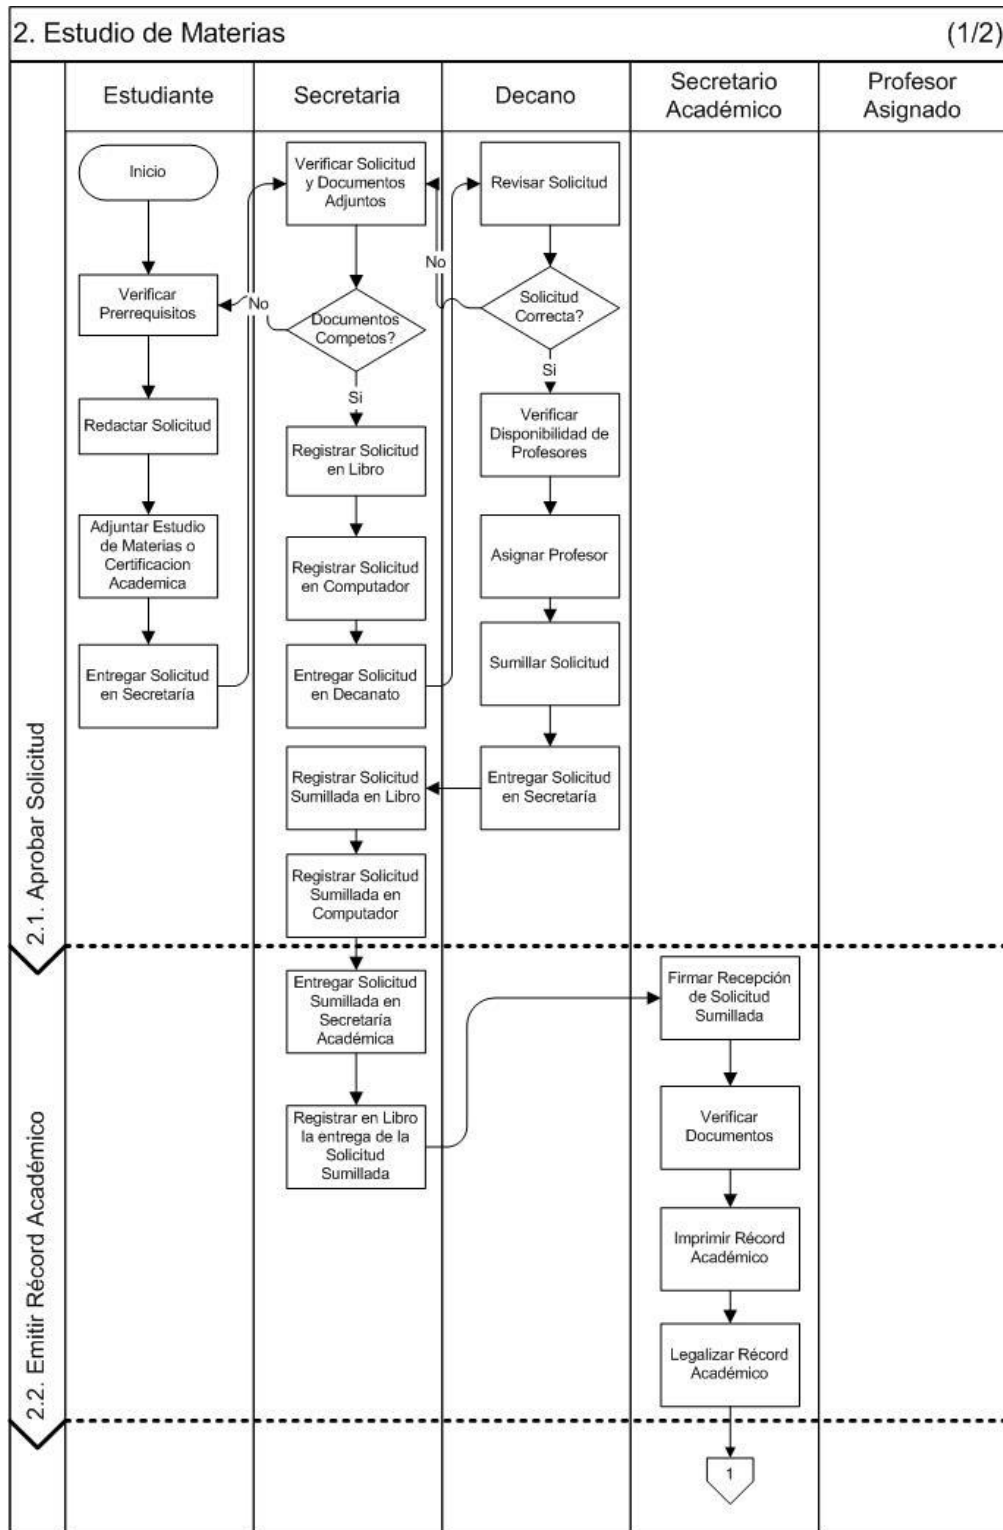 2. Estudio de Materias
(1/2)
Estudiante
Secretaria
Decano
Secretario
Académico
Profesor
Asignado
2.1. Aprobar Solicitud
Inicio
Verificar
Prerrequisitos
Redactar Solicitud
Adjuntar Estudio
de Materias o
Certificacion
Academica
Entregar Solicitud
en Secretaría
Verificar Solicitud
y Documentos
Adjuntos
No
Documentos
Competos?
Si
Registrar Solicitud
en Libro
Registrar Solicitud
en Computador
Entregar Solicitud
en Decanato
Revisar Solicitud
No
Solicitud
Correcta?
Si
Verificar
Disponibilidad de
Profesores
Asignar Profesor
Sumillar Solicitud
Entregar Solicitud
en Secretaría
Registrar Solicitud
Sumillada en Libro
Registrar Solicitud
Sumillada en
Computador
2.2. Emitir Récord Académico
Entregar Solicitud
Sumillada en
Secretaría
Académica
Registrar en Libro
la entrega de la
Solicitud
Sumillada
Firmar Recepción
de Solicitud
Sumillada
Verificar
Documentos
Imprimir Récord
Académico
Legalizar Récord
Académico
1